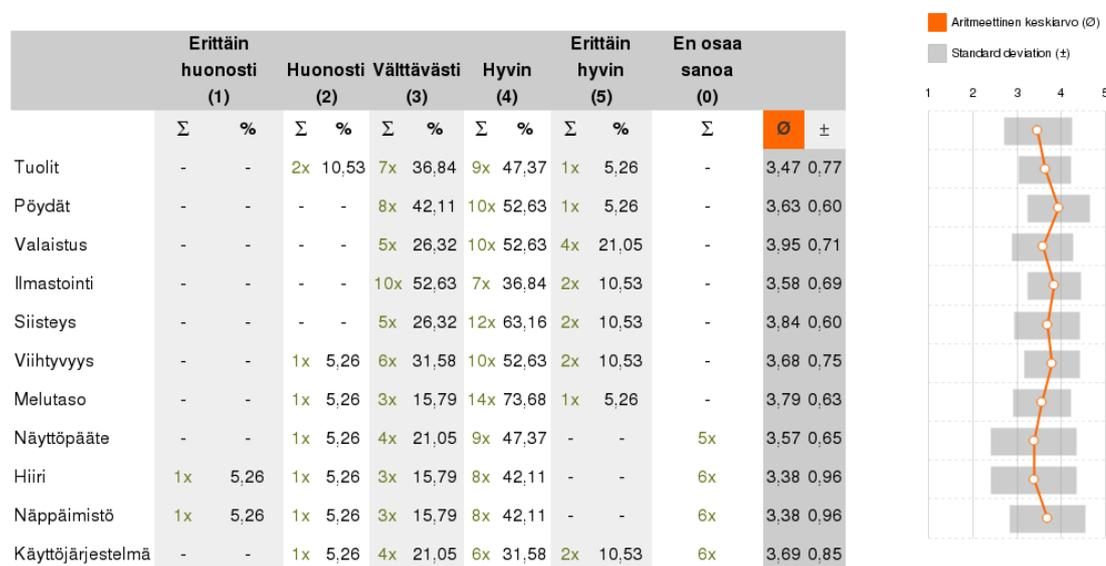 Aritmeettinen keskiarvo (Ø)
Standard deviation (±)
Erittäin huonosti (1) Huonosti (2) Välttävästi (3) Hyvin (4) Erittäin hyvin (5) En osaa sanoa (0)
1 2 3 4 5
Σ % Σ % Σ % Σ % Σ % Σ Ø ±
Tuolit - - 2x 10,53 7x 36,84 9x 47,37 1x 5,26 - 3,47 0,77
Pöydät - - - - 8x 42,11 10x 52,63 1x 5,26 - 3,63 0,60
Valaistus - - - - 5x 26,32 10x 52,63 4x 21,05 - 3,95 0,71
Ilmastointi - - - - 10x 52,63 7x 36,84 2x 10,53 - 3,58 0,69
Siisteys - - - - 5x 26,32 12x 63,16 2x 10,53 - 3,84 0,60
Viihtyvyys - - 1x 5,26 6x 31,58 10x 52,63 2x 10,53 - 3,68 0,75
Melutaso - - 1x 5,26 3x 15,79 14x 73,68 1x 5,26 - 3,79 0,63
Näyttöpääte - - 1x 5,26 4x 21,05 9x 47,37 - - 5x 3,57 0,65
Hiiri 1x 5,26 1x 5,26 3x 15,79 8x 42,11 - - 6x 3,38 0,96
Näppäimistö 1x 5,26 1x 5,26 3x 15,79 8x 42,11 - - 6x 3,38 0,96
Käyttöjärjestelmä - - 1x 5,26 4x 21,05 6x 31,58 2x 10,53 6x 3,69 0,85